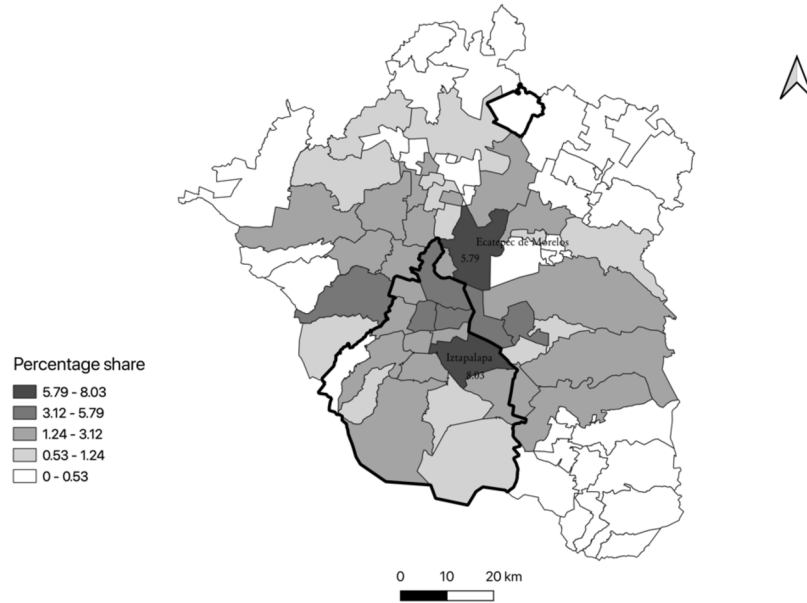 Ecatepec de Morelos
5.79
Iztapalapa
8.03
Percentage share
5.79 - 8.03
3.12 - 5.79
1.24 - 3.12
0.53 - 1.24
0 - 0.53
0 10 20 km